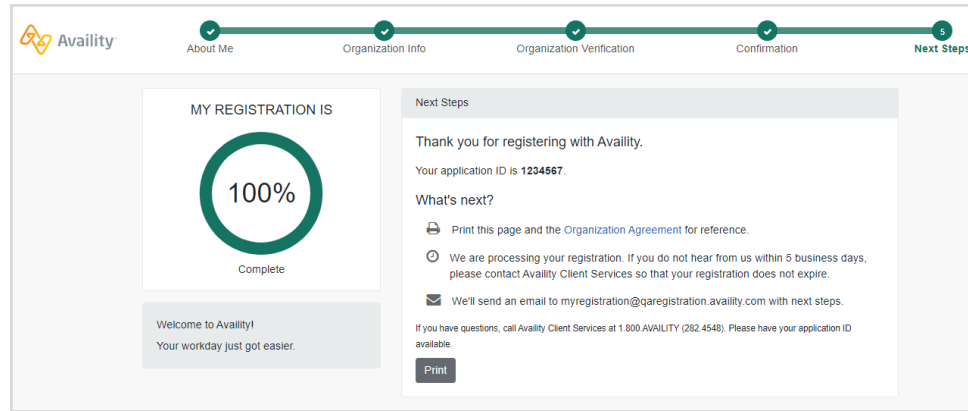 Availity
About Me
Organization Info
Organization Verification
Confirmation
5
Next Steps
MY REGISTRATION IS
100%
Complete
Welcome to Availity!
Your workday just got easier.
Next Steps
Thank you for registering with Availity.
Your application ID is 1234567.
What's next?
Print this page and the Organization Agreement for reference.
We are processing your registration. If you do not hear from us within 5 business days,
please contact Availity Client Services so that your registration does not expire.
We'll send an email to myregistration@qaregistration.availity.com with next steps.
If you have questions, call Availity Client Services at 1.800.AVAILITY (282.4548). Please have your application ID
available.
Print